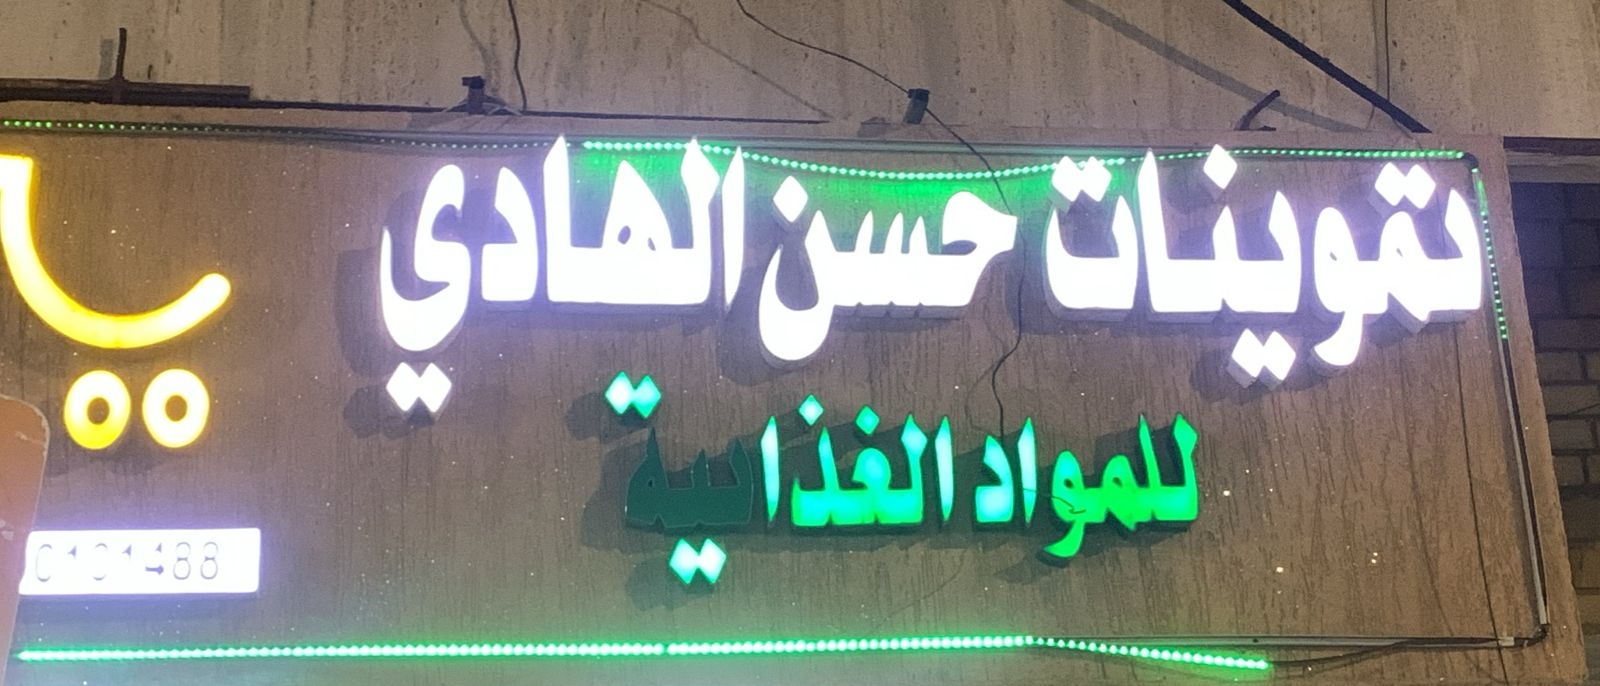 تموينات حسن الهادي
للمواد الغذائية